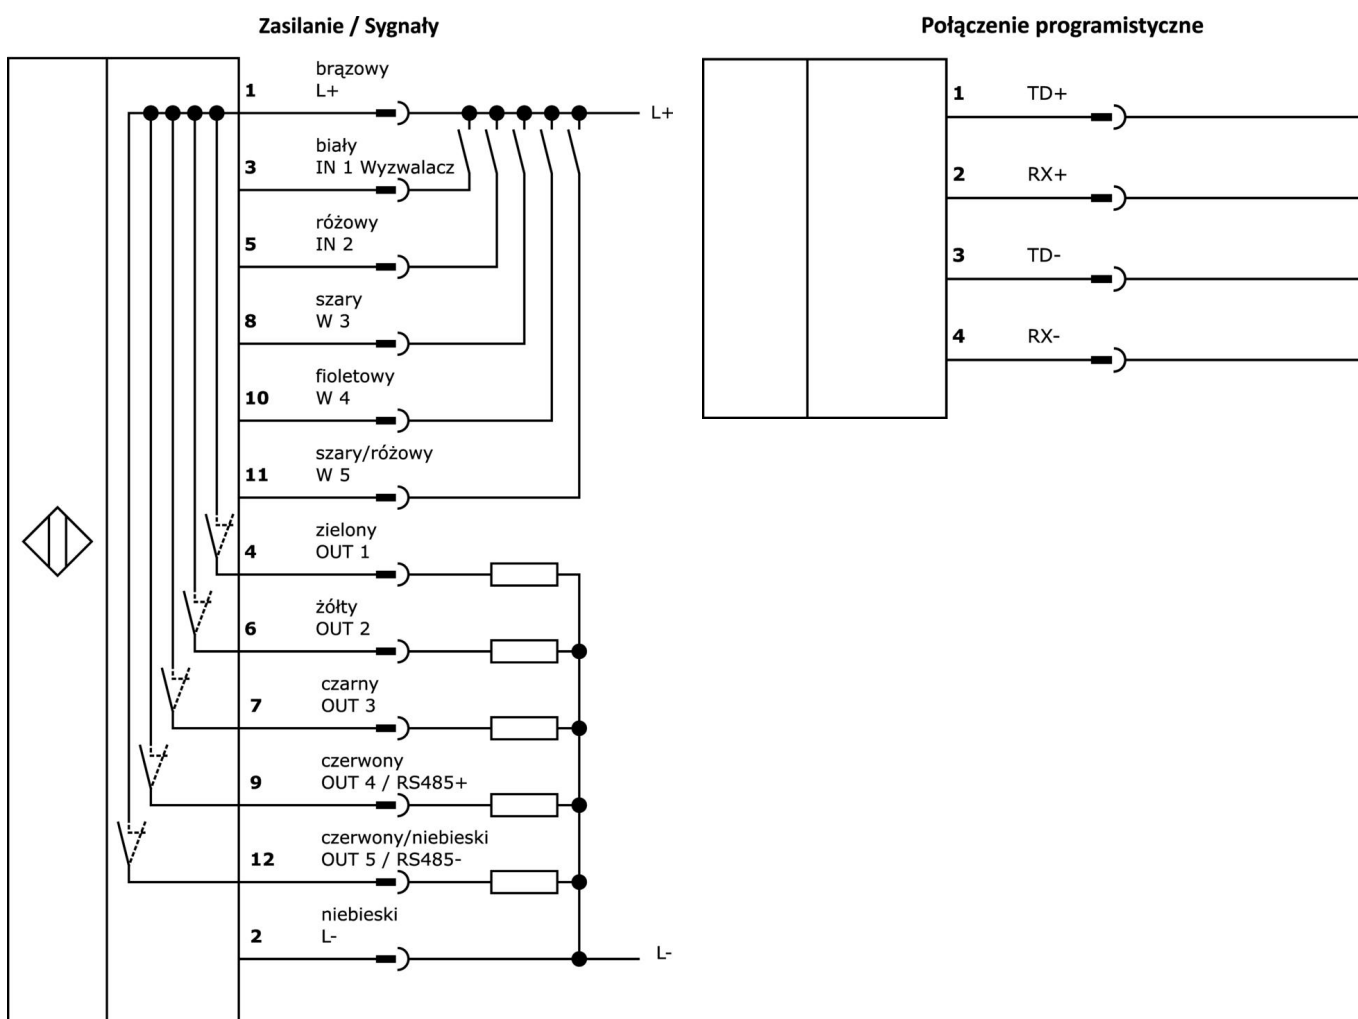 Zasilanie / Sygnały
1
brązowy
L+
L+
3
biały
IN 1 Wyzwalacz
5
różowy
IN 2
8
szary
W 3
10
fioletowy
W 4
11
szary/różowy
W 5
4
zielony
OUT 1
6
żółty
OUT 2
7
czarny
OUT 3
9
czerwony
OUT 4 / RS485+
12
czerwony/niebieski
OUT 5 / RS485-
2
niebieski
L-
L-
Połączenie programistyczne
1 TD+
2 RX+
3 TD-
4 RX-